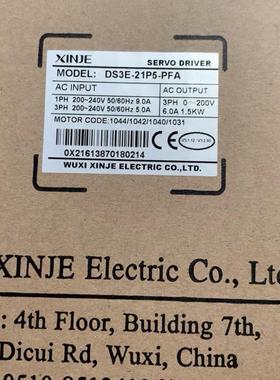 XINJE SERVO DRIVER
MODEL: DS3E-21P5-PFA
AC INPUT AC OUTPUT
1PH 200~240V 50/60Hz 9.0A 3PH 0~200V
3PH 200~240V 50/60Hz 5.0A 6.0A 1.5KW
MOTOR CODE:1044/1042/1040/1031
0X21613870180214
WUXI XINJE ELECTRIC CO.,LTD.
XINJE Electric Co., Ltd
: 4th Floor, Building 7th,
Dicui Rd, Wuxi, China